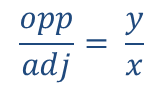 opp/adj = y/x